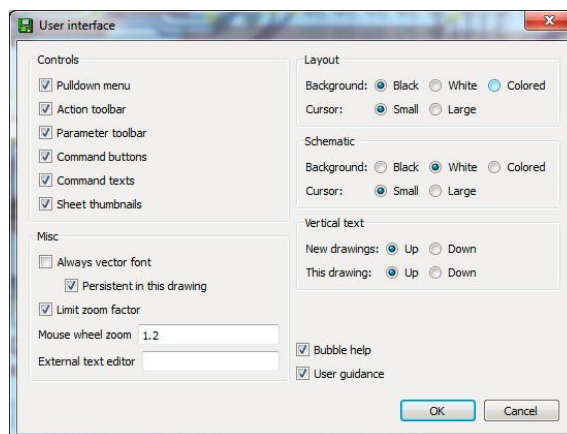 User interface
Controls
Pulldown menu
Action toolbar
Parameter toolbar
Command buttons
Command texts
Sheet thumbnails
Misc
Always vector font
Persistent in this drawing
Limit zoom factor
Mouse wheel zoom 1.2
External text editor
Layout
Background: Black White Colored
Cursor: Small Large
Schematic
Background: Black White Colored
Cursor: Small Large
Vertical text
New drawings: Up Down
This drawing: Up Down
Bubble help
User guidance
OK Cancel